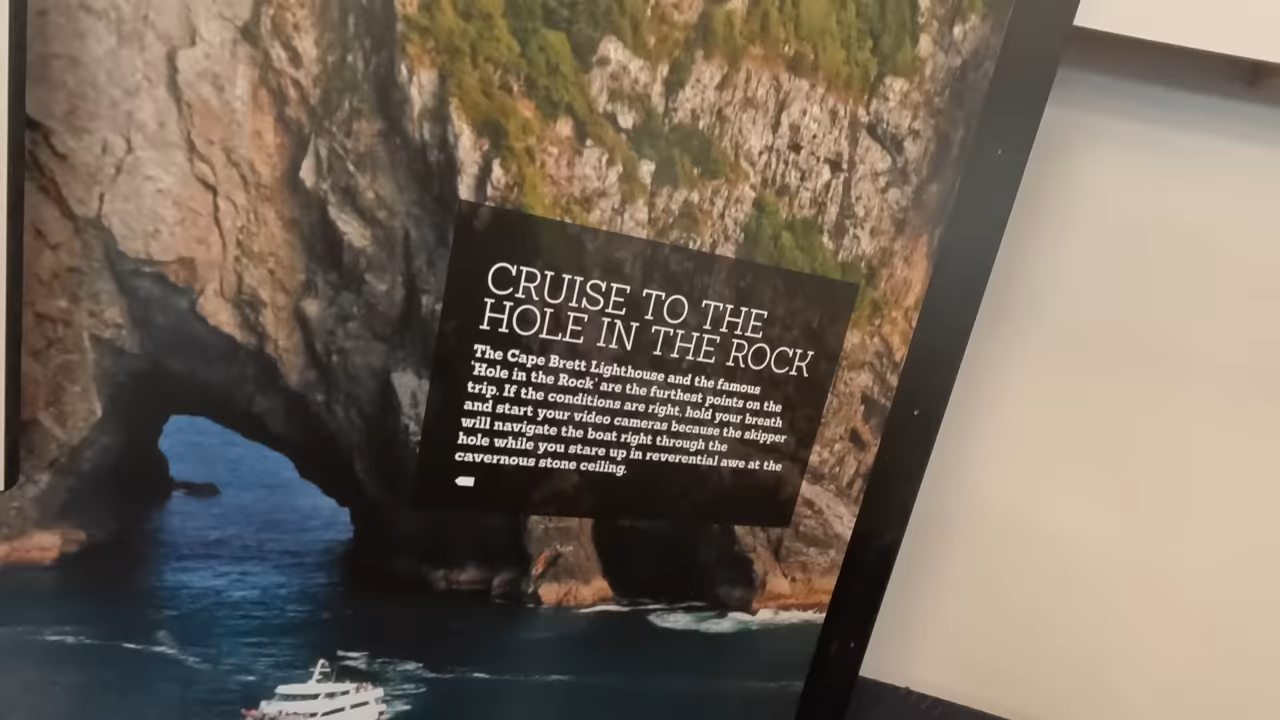 CRUISE TO THE
HOLE IN THE ROCK
The Cape Brett Lighthouse and the famous
'Hole in the Rock' are the furthest points on the
trip. If the conditions are right, hold your breath
and start your video cameras because the skipper
will navigate the boat right through the
hole while you stare up in reverential awe at the
cavernous stone ceiling.